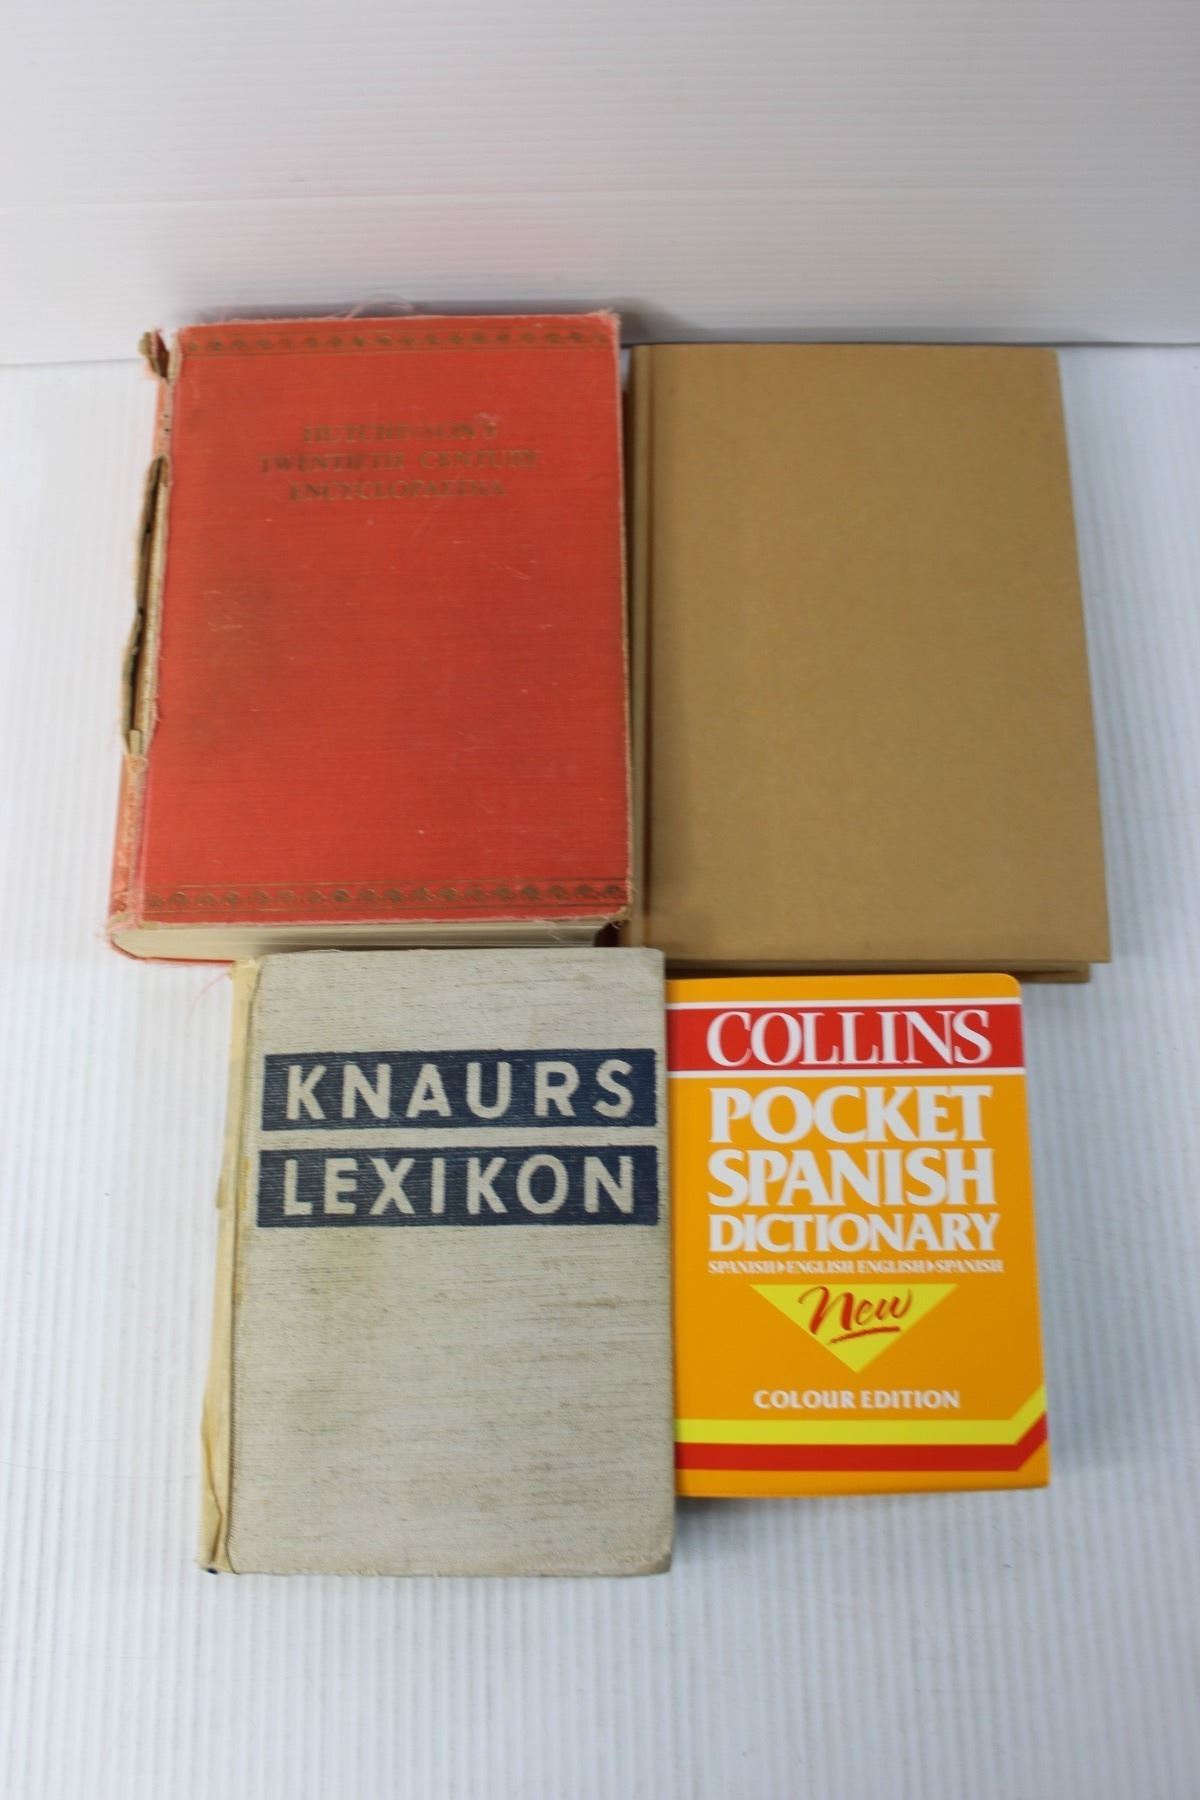 HUTCHINSON'S
TWENTIETH CENTURY
ENCYCLOPAEDIA
KNAURS
LEXIKON
COLLINS
POCKET
SPANISH
DICTIONARY
SPANISH▸ENGLISH ENGLISH▸SPANISH
New
COLOUR EDITION